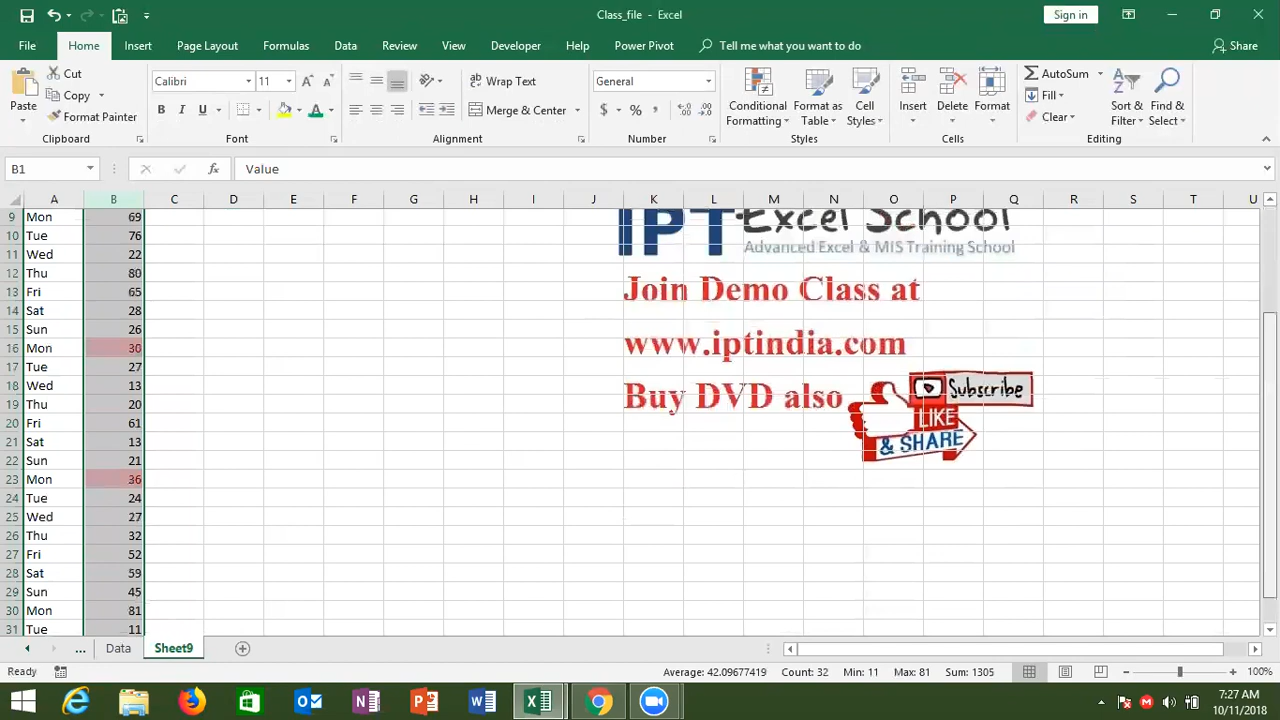 Class_file - Excel
Sign in
File Home Insert Page Layout Formulas Data Review View Developer Help Power Pivot Tell me what you want to do Share
Paste
Cut
Copy
Format Painter
Clipboard
Calibri 11
B I U
Font
Wrap Text
Merge & Center
Alignment
General
$ % ,
Number
Conditional Formatting
Format as Table
Cell Styles
Styles
Insert
Delete
Format
Cells
AutoSum
Fill
Clear
Sort & Filter
Find & Select
Editing
B1 fx Value
A B C D E F G H I J K L M N O P Q R S T U
9 Mon 69
10 Tue 76
11 Wed 22
12 Thu 80
13 Fri 65
14 Sat 28
15 Sun 26
16 Mon 30
17 Tue 27
18 Wed 13
19 Thu 20
20 Fri 61
21 Sat 13
22 Sun 21
23 Mon 36
24 Tue 24
25 Wed 27
26 Thu 32
27 Fri 52
28 Sat 59
29 Sun 45
30 Mon 81
31 Tue 11
IPT Excel School
Advanced Excel & MIS Training School
Join Demo Class at
www.iptindia.com
Buy DVD also
Subscribe
LIKE
& SHARE
... Data Sheet9
Ready
Average: 42.09677419 Count: 32 Min: 11 Max: 81 Sum: 1305
100%
7:27 AM
10/11/2018